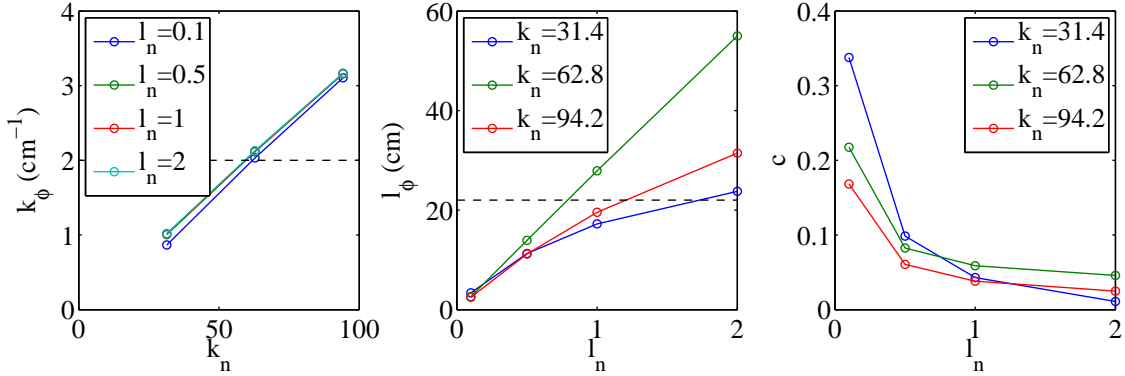 4
3
2
1
0
0
50
100
k_ϕ (cm⁻¹)
k_n
l_n=0.1
l_n=0.5
l_n=1
l_n=2
60
40
20
0
0
1
2
l_ϕ (cm)
l_n
k_n=31.4
k_n=62.8
k_n=94.2
0.4
0.3
0.2
0.1
0
0
1
2
c
l_n
k_n=31.4
k_n=62.8
k_n=94.2